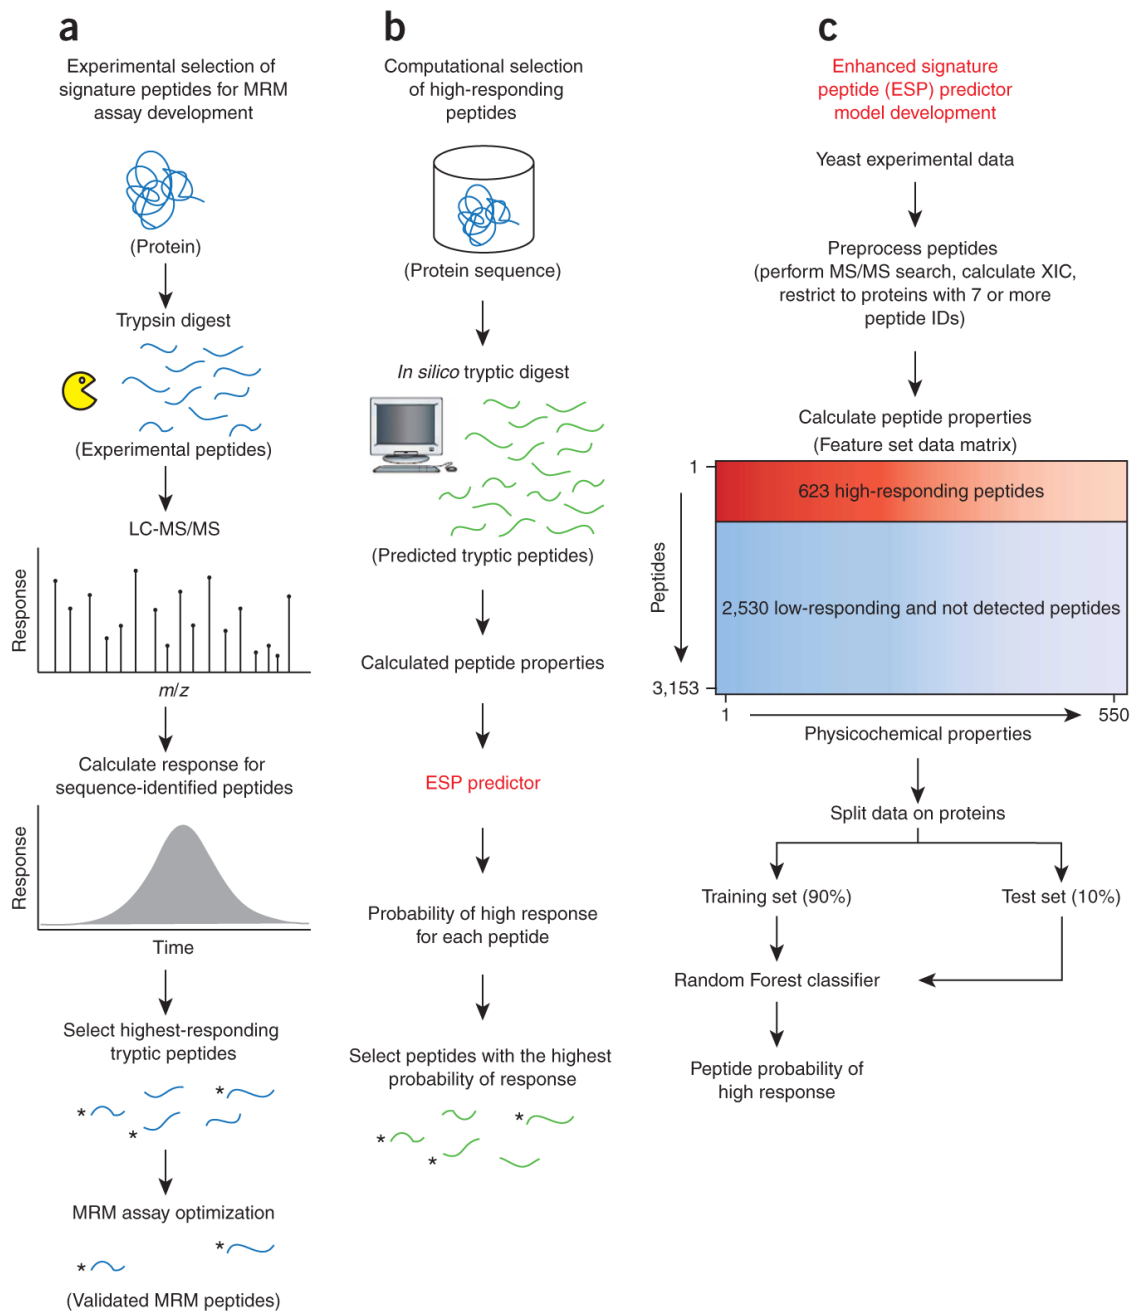 a
Experimental selection of
signature peptides for MRM
assay development
(Protein)
Trypsin digest
(Experimental peptides)
LC-MS/MS
Response
m/z
Calculate response for
sequence-identified peptides
Response
Time
Select highest-responding
tryptic peptides
*
*
*
MRM assay optimization
*
*
(Validated MRM peptides)
b
Computational selection
of high-responding
peptides
(Protein sequence)
In silico tryptic digest
(Predicted tryptic peptides)
Calculated peptide properties
ESP predictor
Probability of high response
for each peptide
Select peptides with the highest
probability of response
*
*
*
c
Enhanced signature
peptide (ESP) predictor
model development
Yeast experimental data
Preprocess peptides
(perform MS/MS search, calculate XIC,
restrict to proteins with 7 or more
peptide IDs)
Calculate peptide properties
(Feature set data matrix)
1
623 high-responding peptides
Peptides
2,530 low-responding and not detected peptides
3,153
1
550
Physicochemical properties
Split data on proteins
Training set (90%)
Test set (10%)
Random Forest classifier
Peptide probability of
high response